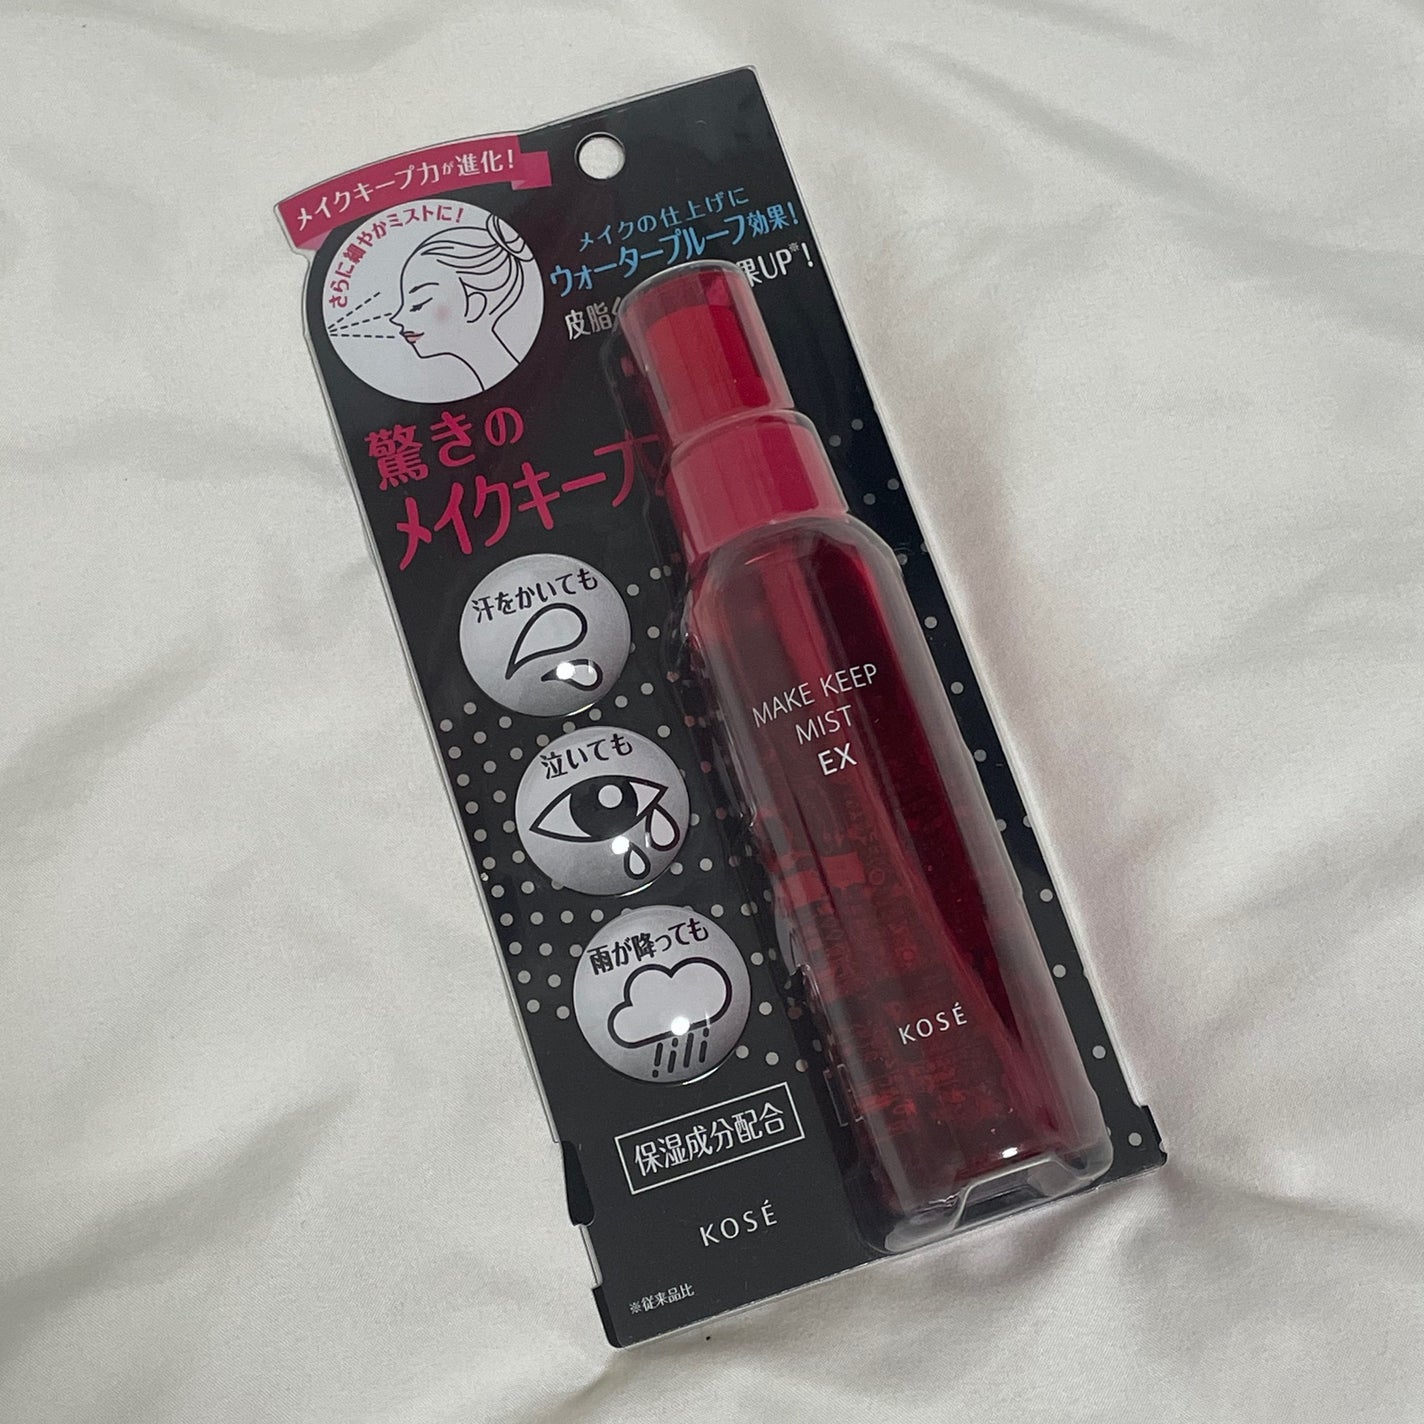 メイクキープ力が進化!
さらに細やかミストに!
メイクの仕上げに
ウォータープルーフ効果!
皮脂
果UP※!
驚きの
メイクキープ
汗をかいても
泣いても
雨が降っても
保湿成分配合
KOSÉ
※従来品比
MAKE KEEP
MIST
EX
KOSÉ